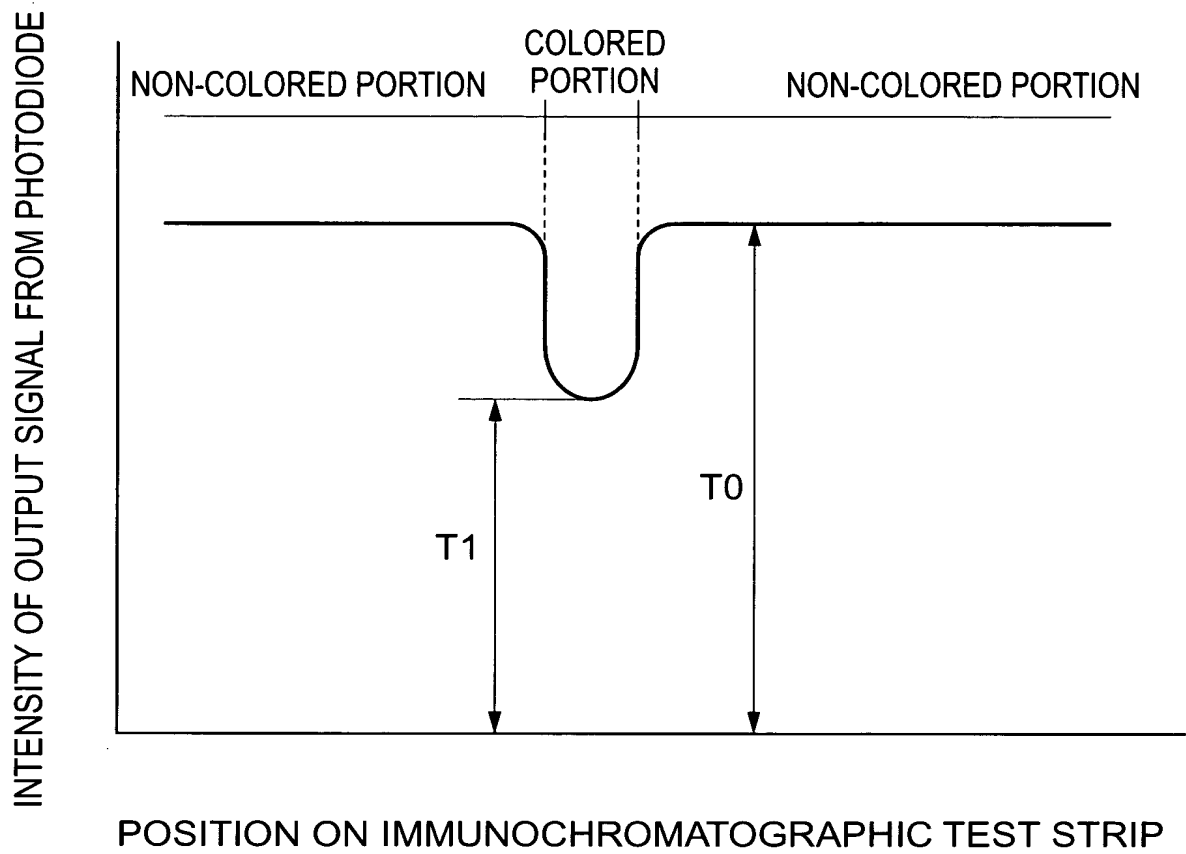 INTENSITY OF OUTPUT SIGNAL FROM PHOTODIODE
COLORED
PORTION
NON-COLORED PORTION
NON-COLORED PORTION
T0
T1
POSITION ON IMMUNOCHROMATOGRAPHIC TEST STRIP